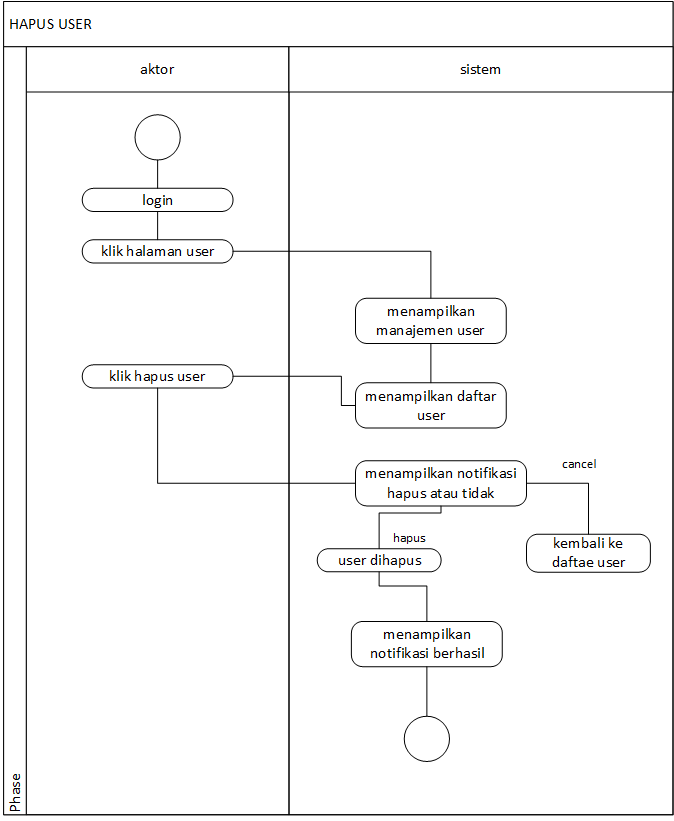 HAPUS USER
aktor
sistem
login
klik halaman user
menampilkan
manajemen user
klik hapus user
menampilkan daftar
user
menampilkan notifikasi
hapus atau tidak
cancel
hapus
user dihapus
kembali ke
daftae user
menampilkan
notifikasi berhasil
Phase